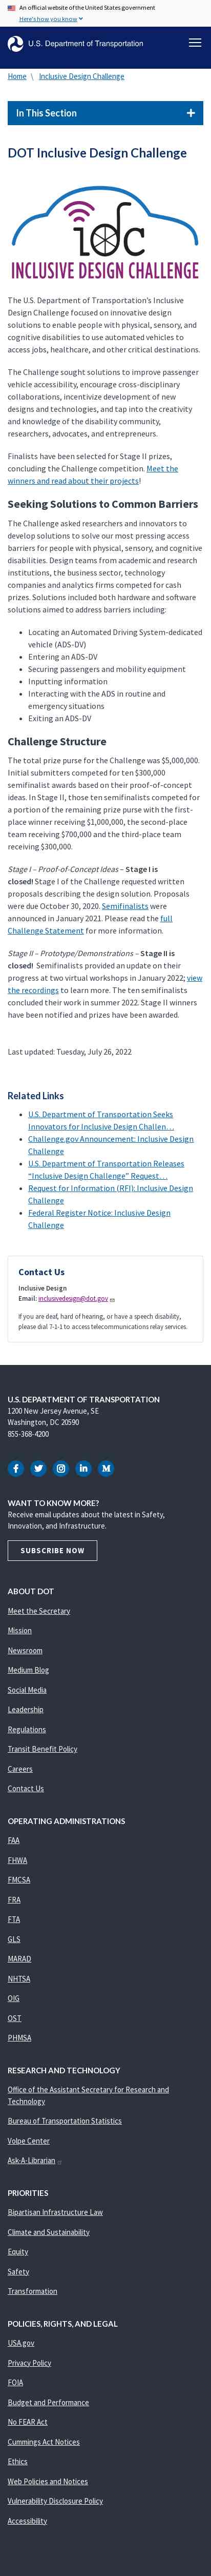 An official website of the United States government
Here's how you know
U.S. Department of Transportation
Home \ Inclusive Design Challenge
In This Section +
DOT Inclusive Design Challenge
idc
INCLUSIVE DESIGN CHALLENGE
The U.S. Department of Transportation’s Inclusive
Design Challenge focused on innovative design
solutions to enable people with physical, sensory, and
cognitive disabilities to use automated vehicles to
access jobs, healthcare, and other critical destinations.
The Challenge sought solutions to improve passenger
vehicle accessibility, encourage cross-disciplinary
collaborations, incentivize development of new
designs and technologies, and tap into the creativity
and knowledge of the disability community,
researchers, advocates, and entrepreneurs.
Finalists have been selected for Stage II prizes,
concluding the Challenge competition. Meet the
winners and read about their projects!
Seeking Solutions to Common Barriers
The Challenge asked researchers and innovators to
develop solutions for use on or surrounding the most
pressing access barriers for people with physical,
sensory, and cognitive disabilities. Design teams from academic and research
institutions, the business sector, technology
companies, and startups competed for cash
prizes. Solutions included both hardware and software
to address barriers including:
• Locating an Automated Driving System-dedicated
vehicle (ADS-DV)
• Entering an ADS-DV
• Securing passengers and mobility equipment
• Inputting information
• Interacting with the ADS in routine and
emergency situations
• Exiting an ADS-DV
Challenge Structure
The total prize purse for the Challenge was $5,000,000.
Initial submissions competed for ten $300,000
semifinalist awards based on their proof-of-concept
ideas. In Stage II, those ten semifinalists competed for
a portion of the remaining purse with the first-
place winner receiving $1,000,000, the second-place
team receiving $700,000 and the third-place team
receiving $300,000.
Stage I – Proof-of-Concept Ideas – Stage I is
closed! Stage I of the Challenge requested written
proposals describing the design solution. Proposals
were due October 30, 2020. Semifinalists were
announced in January 2021. Please read the full
Challenge Statement for more information.
Stage II – Prototype/Demonstrations – Stage II is
closed! Semifinalists provided an update on their
progress at two virtual workshops in January 2022; view
the recordings to learn more. The ten semifinalists
concluded their work in summer 2022. Stage II winners
have been notified and prizes have been awarded.
Last updated: Tuesday, July 26, 2022
Related Links
• U.S. Department of Transportation Seeks
Innovators for Inclusive Design Challen…
• Challenge.gov Announcement: Inclusive Design
Challenge
• U.S. Department of Transportation Releases
“Inclusive Design Challenge” Request…
• Request for Information (RFI): Inclusive Design
Challenge
• Federal Register Notice: Inclusive Design
Challenge
Contact Us
Inclusive Design
Email: inclusivedesign@dot.gov
If you are deaf, hard of hearing, or have a speech disability,
please dial 7-1-1 to access telecommunications relay services.
U.S. DEPARTMENT OF TRANSPORTATION
1200 New Jersey Avenue, SE
Washington, DC 20590
855-368-4200
WANT TO KNOW MORE?
Receive email updates about the latest in Safety,
Innovation, and Infrastructure.
SUBSCRIBE NOW
ABOUT DOT
Meet the Secretary
Mission
Newsroom
Medium Blog
Social Media
Leadership
Regulations
Transit Benefit Policy
Careers
Contact Us
OPERATING ADMINISTRATIONS
FAA
FHWA
FMCSA
FRA
FTA
GLS
MARAD
NHTSA
OIG
OST
PHMSA
RESEARCH AND TECHNOLOGY
Office of the Assistant Secretary for Research and
Technology
Bureau of Transportation Statistics
Volpe Center
Ask-A-Librarian
PRIORITIES
Bipartisan Infrastructure Law
Climate and Sustainability
Equity
Safety
Transformation
POLICIES, RIGHTS, AND LEGAL
USA.gov
Privacy Policy
FOIA
Budget and Performance
No FEAR Act
Cummings Act Notices
Ethics
Web Policies and Notices
Vulnerability Disclosure Policy
Accessibility